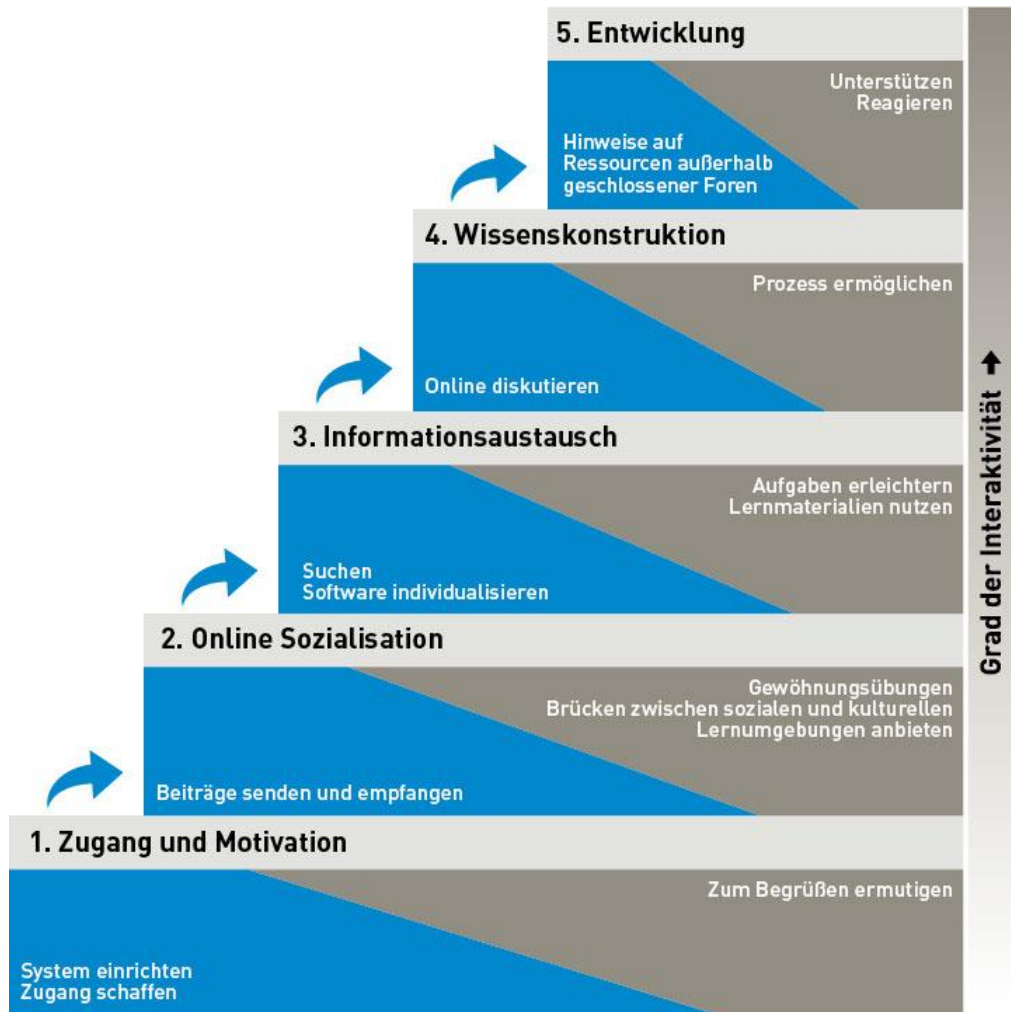 5. Entwicklung
Unterstützen
Reagieren
Hinweise auf
Ressourcen außerhalb
geschlossener Foren
4. Wissenskonstruktion
Prozess ermöglichen
Online diskutieren
3. Informationsaustausch
Aufgaben erleichtern
Lernmaterialien nutzen
Suchen
Software individualisieren
2. Online Sozialisation
Gewöhnungsübungen
Brücken zwischen sozialen und kulturellen
Lernumgebungen anbieten
Beiträge senden und empfangen
1. Zugang und Motivation
Zum Begrüßen ermutigen
System einrichten
Zugang schaffen
Grad der Interaktivität